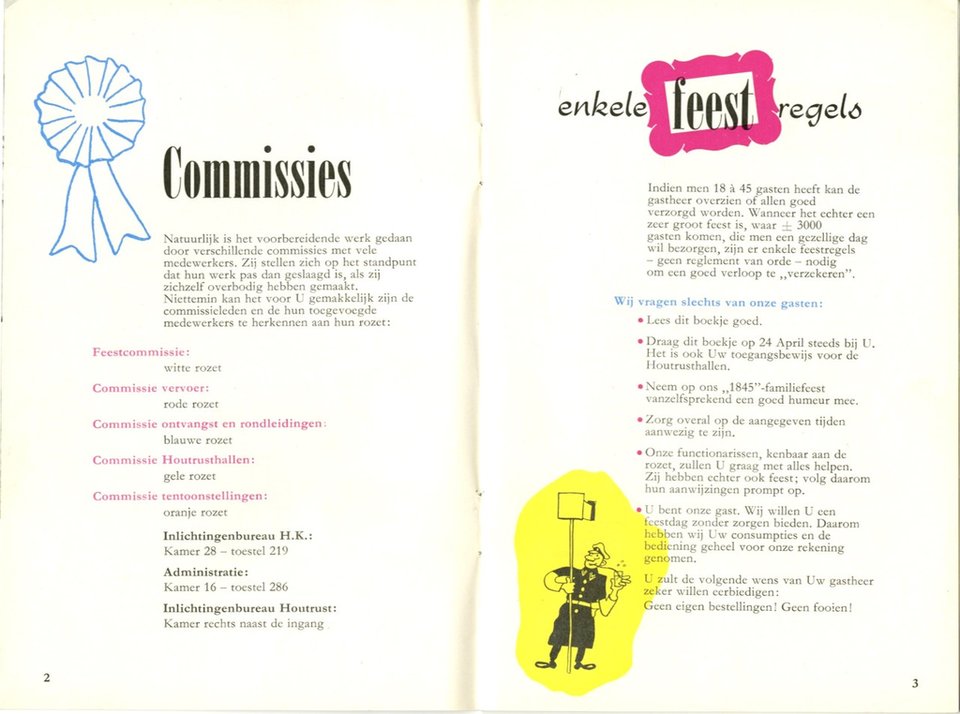 Commissies
Natuurlijk is het voorbereidende werk gedaan
door verschillende commissies met vele
medewerkers. Zij stellen zich op het standpunt
dat hun werk pas dan geslaagd is, als zij
zichzelf overbodig hebben gemaakt.
Niettemin kan het voor U gemakkelijk zijn de
commissieleden en de hun toegevoegde
medewerkers te herkennen aan hun rozet:
Feestcommissie:
witte rozet
Commissie vervoer:
rode rozet
Commissie ontvangst en rondleidingen:
blauwe rozet
Commissie Houtrusthallen:
gele rozet
Commissie tentoonstellingen:
oranje rozet
Inlichtingenbureau H.K.:
Kamer 28 – toestel 219
Administratie:
Kamer 16 – toestel 286
Inlichtingenbureau Houtrust:
Kamer rechts naast de ingang
2
enkele feest regels
Indien men 18 à 45 gasten heeft kan de
gastheer overzien of allen goed
verzorgd worden. Wanneer het echter een
zeer groot feest is, waar ± 3000
gasten komen, die men een gezellige dag
wil bezorgen, zijn er enkele feestregels
– geen reglement van orde – nodig
om een goed verloop te „verzekeren”.
Wij vragen slechts van onze gasten:
• Lees dit boekje goed.
• Draag dit boekje op 24 April steeds bij U.
Het is ook Uw toegangsbewijs voor de
Houtrusthallen.
• Neem op ons „1845”-familiefeest
vanzelfsprekend een goed humeur mee.
• Zorg overal op de aangegeven tijden
aanwezig te zijn.
• Onze functionarissen, kenbaar aan de
rozet, zullen U graag met alles helpen.
Zij hebben echter ook feest; volg daarom
hun aanwijzingen prompt op.
• U bent onze gast. Wij willen U een
feestdag zonder zorgen bieden. Daarom
hebben wij Uw consumpties en de
bediening geheel voor onze rekening
genomen.
U zult de volgende wens van Uw gastheer
zeker willen eerbiedigen:
Geen eigen bestellingen! Geen fooien!
3